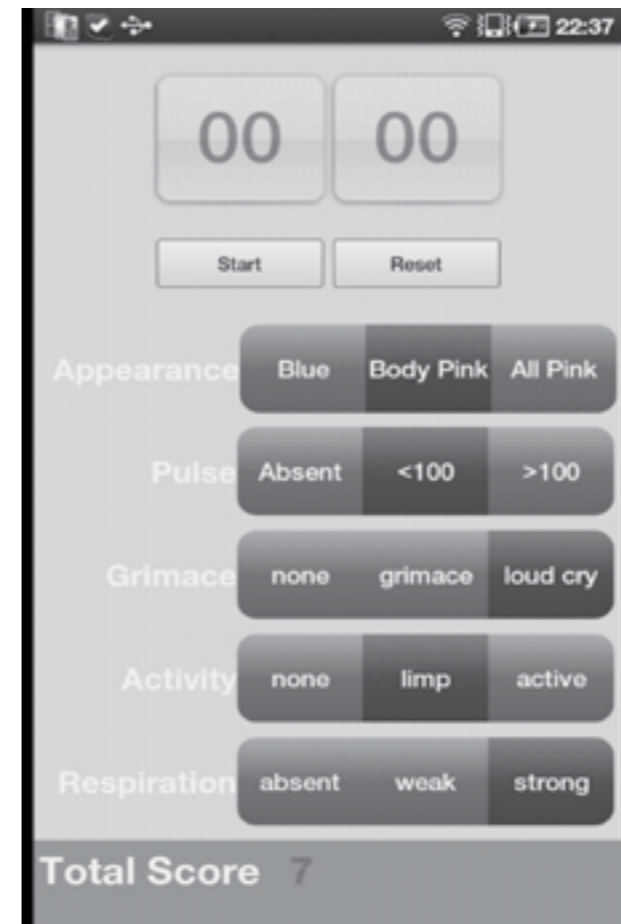 22:37
00 00
Start Reset
Appearance Blue Body Pink All Pink
Pulse Absent <100 >100
Grimace none grimace loud cry
Activity none limp active
Respiration absent weak strong
Total Score 7